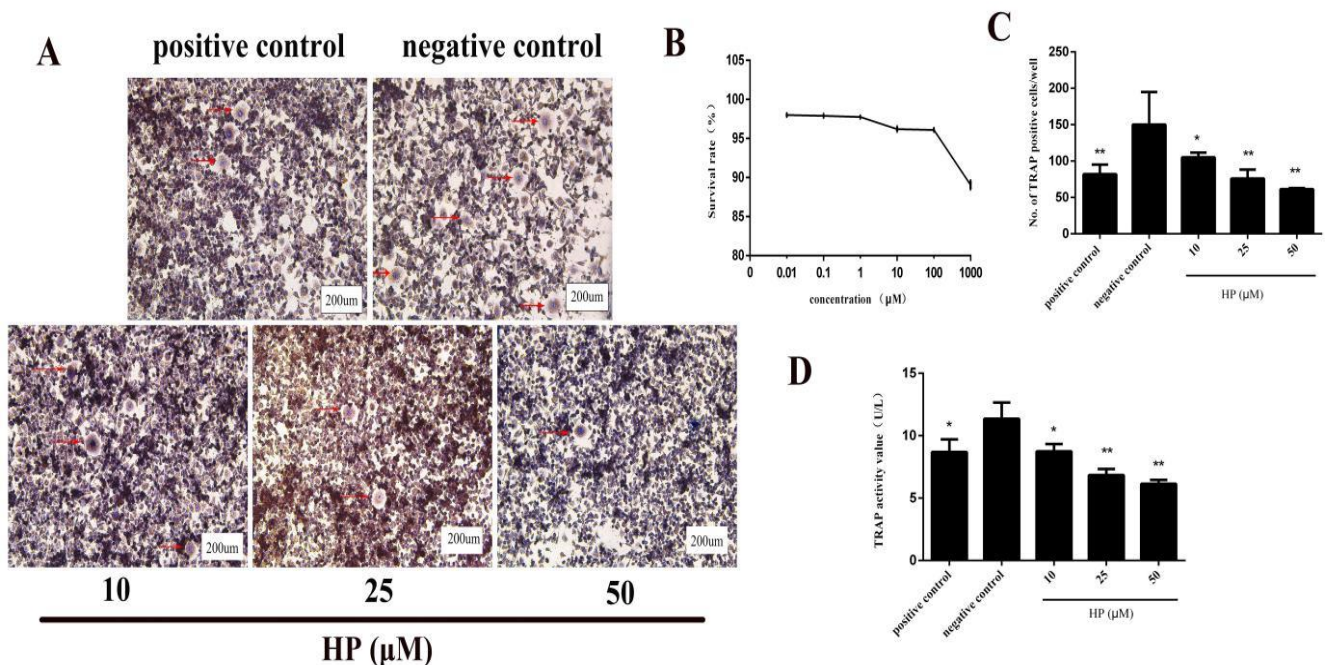 A
positive control
negative control
200um
200um
200um
200um
200um
10
25
50
HP (μM)
B
Survival rate (%)
105
100
95
90
85
80
0
0.01
0.1
1
10
100
1000
concentration (μM)
C
No. of TRAP positive cells/well
250
200
150
100
50
0
**
*
**
**
positive control
negative control
10
25
50
HP (μM)
D
TRAP activity value (U/L)
15
10
5
0
*
*
**
**
positive control
negative control
10
25
50
HP (μM)